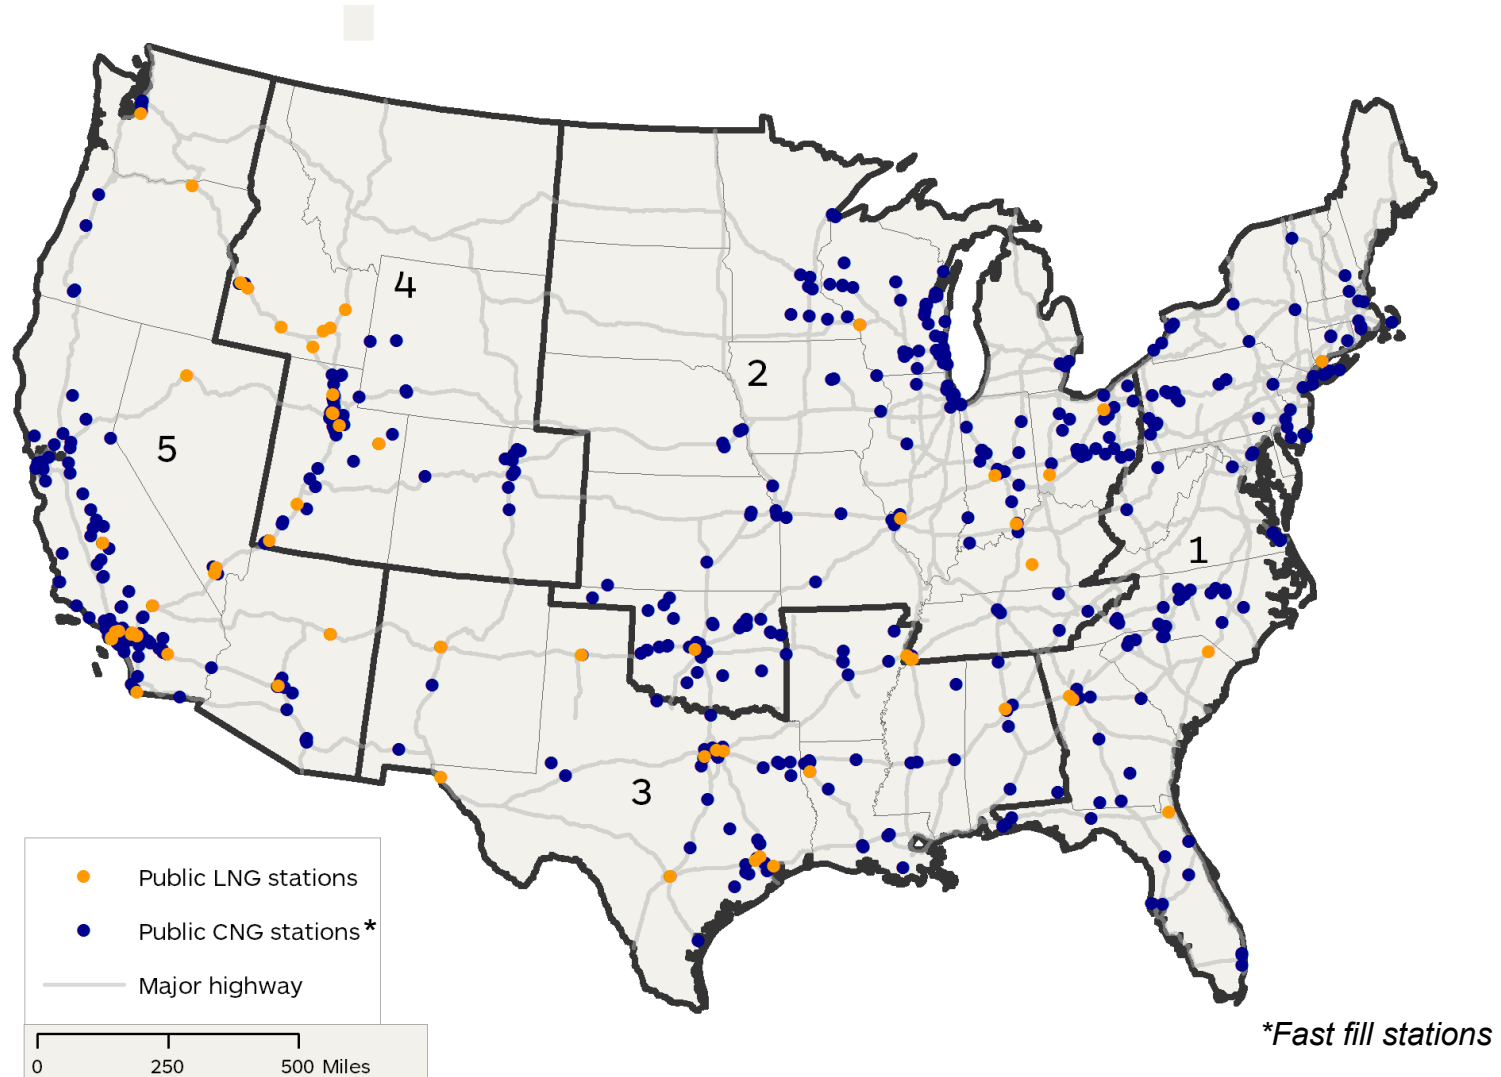 4
2
5
1
3
Public LNG stations
Public CNG stations*
Major highway
*Fast fill stations
0 250 500 Miles